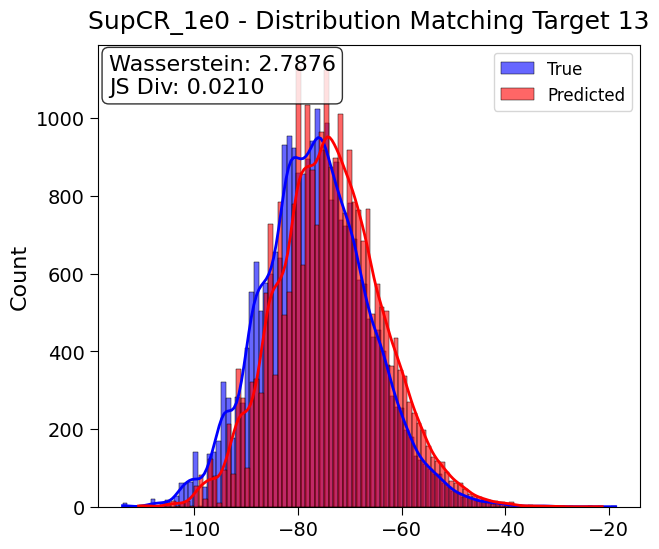 SupCR_1e0 - Distribution Matching Target 13
Wasserstein: 2.7876
JS Div: 0.0210
True
Predicted
Count
1000
800
600
400
200
0
−100
−80
−60
−40
−20